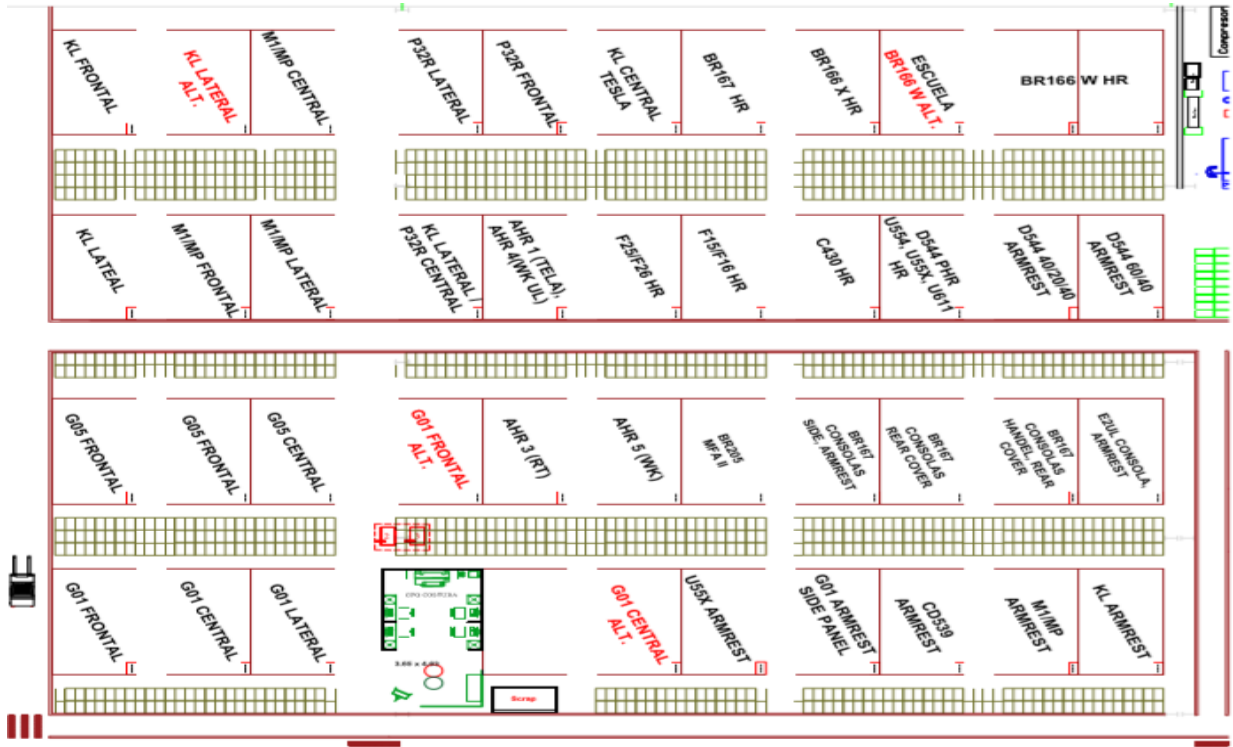 KL FRONTAL
KL LATERAL
ALT.
M1/MP CENTRAL
P32R LATERAL
P32R FRONTAL
KL CENTRAL
TESLA
BR167 HR
BR166 X HR
ESCUELA
BR166 W ALT.
BR166 W HR
Compresor
KL LATEAL
M1/MP FRONTAL
M1/MP LATERAL
KL LATERAL /
P32R CENTRAL
AHR 1 (TELA),
AHR 4(WK UL)
F25/F26 HR
F15/F16 HR
C430 HR
D544 PHR
U554, U55X, U611
HR
D544 40/20/40
ARMREST
D544 60/40
ARMREST
G05 FRONTAL
G05 FRONTAL
G05 CENTRAL
G01 FRONTAL
ALT.
AHR 3 (RT)
AHR 5 (WK)
BR205
MFA II
BR167
CONSOLAS
SIDE, ARMREST
BR167
CONSOLAS
REAR COVER
BR167
CONSOLAS
HANDEL, REAR
COVER
EZUL CONSOLA,
ARMREST
G01 FRONTAL
G01 CENTRAL
G01 LATERAL
G01 CENTRAL
ALT.
U55X ARMREST
G01 ARMREST
SIDE PANEL
CD539
ARMREST
M1/MP
ARMREST
KL ARMREST
Scrap